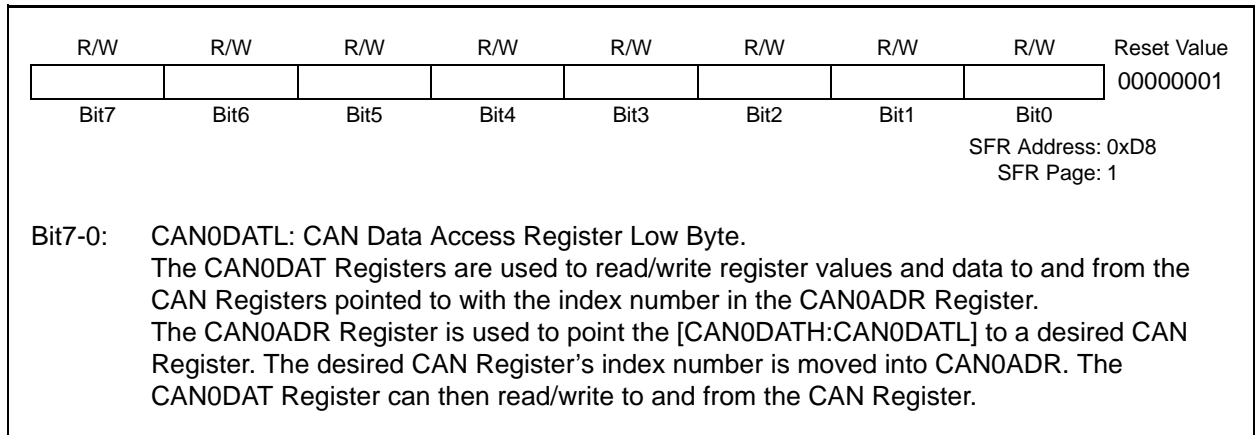 R/W R/W R/W R/W R/W R/W R/W R/W Reset Value
00000001
Bit7 Bit6 Bit5 Bit4 Bit3 Bit2 Bit1 Bit0
SFR Address: 0xD8
SFR Page: 1
Bit7-0: CAN0DATL: CAN Data Access Register Low Byte.
The CAN0DAT Registers are used to read/write register values and data to and from the
CAN Registers pointed to with the index number in the CAN0ADR Register.
The CAN0ADR Register is used to point the [CAN0DATH:CAN0DATL] to a desired CAN
Register. The desired CAN Register’s index number is moved into CAN0ADR. The
CAN0DAT Register can then read/write to and from the CAN Register.